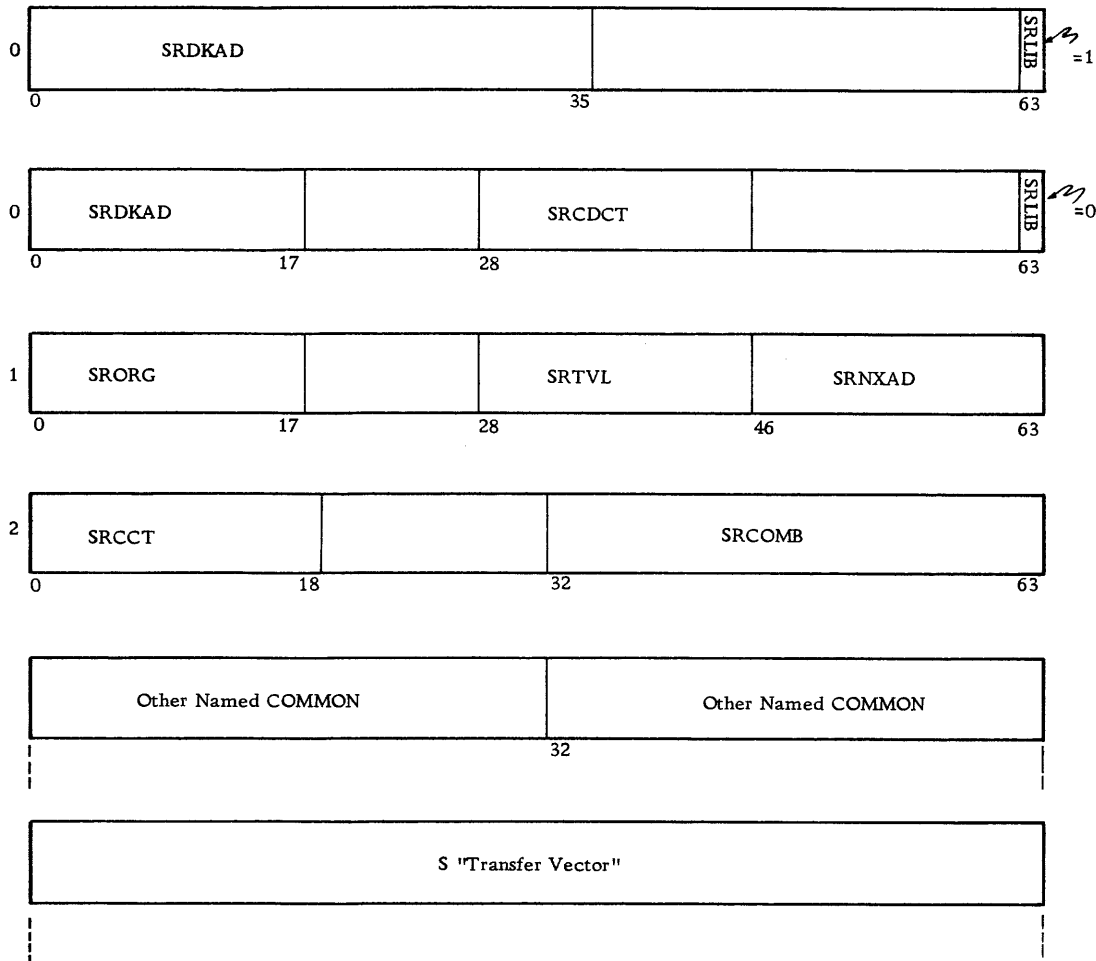 0 SRDKAD SRLIB =1
0 35 63
0 SRDKAD SRCDCT SRLIB =0
0 17 28 63
1 SRORG SRTVL SRNXAD
0 17 28 46 63
2 SRCCT SRCOMB
0 18 32 63
Other Named COMMON Other Named COMMON
32
S "Transfer Vector"